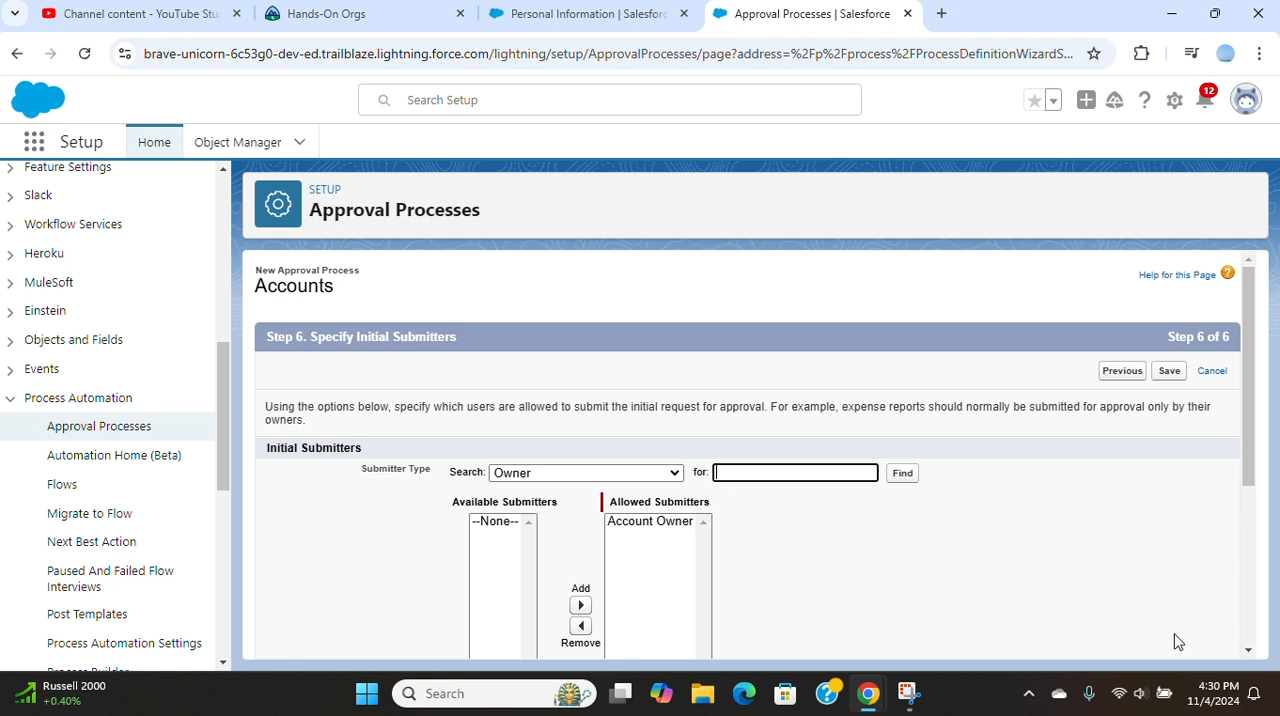 Channel content - YouTube Stu
Hands-On Orgs
Personal Information | Salesforc
Approval Processes | Salesforce
brave-unicorn-6c53g0-dev-ed.trailblaze.lightning.force.com/lightning/setup/ApprovalProcesses/page?address=%2Fp%2Fprocess%2FProcessDefinitionWizardS...
Search Setup
12
Setup
Home
Object Manager
Feature Settings
Slack
Workflow Services
Heroku
MuleSoft
Einstein
Objects and Fields
Events
Process Automation
Approval Processes
Automation Home (Beta)
Flows
Migrate to Flow
Next Best Action
Paused And Failed Flow
Interviews
Post Templates
Process Automation Settings
Process Builder
SETUP
Approval Processes
New Approval Process
Accounts
Help for this Page
Step 6. Specify Initial Submitters
Step 6 of 6
Previous
Save
Cancel
Using the options below, specify which users are allowed to submit the initial request for approval. For example, expense reports should normally be submitted for approval only by their
owners.
Initial Submitters
Submitter Type
Search:
Owner
for:
Find
Available Submitters
Allowed Submitters
--None--
Account Owner
Add
Remove
Russell 2000
+0.40%
Search
4:30 PM
11/4/2024